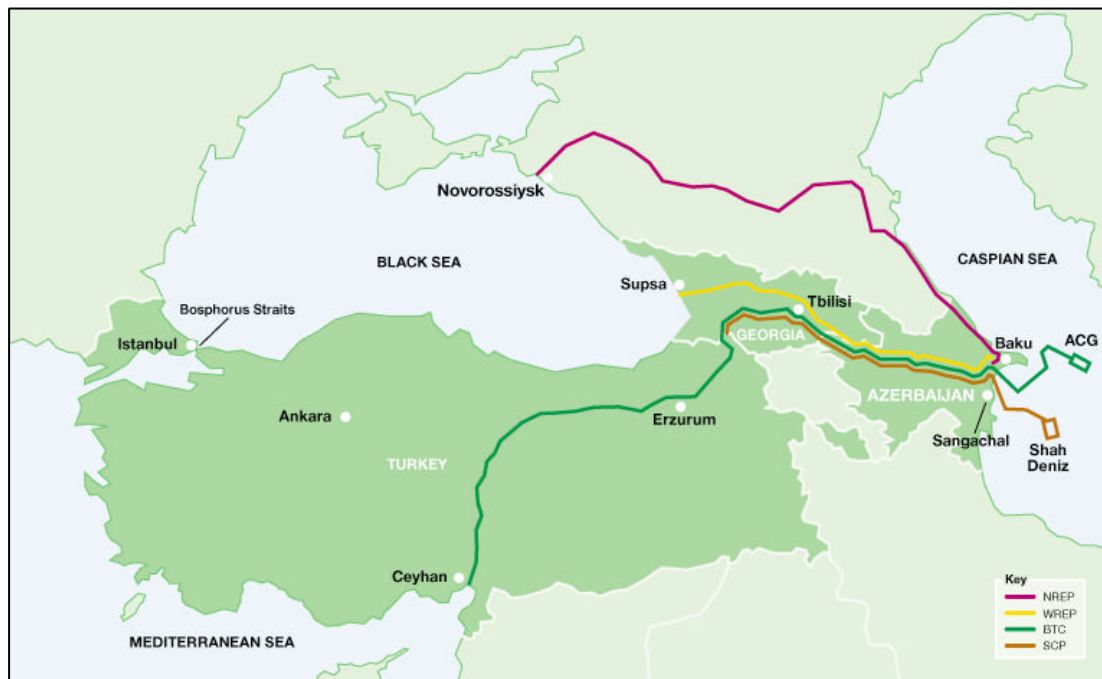 Novorossiysk
BLACK SEA
CASPIAN SEA
Supsa
Tbilisi
Bosphorus Straits
GEORGIA
Istanbul
Baku
ACG
AZERBAIJAN
Ankara
Erzurum
Sangachal
Shah
Deniz
TURKEY
Ceyhan
MEDITERRANEAN SEA
Key
NREP
WREP
BTC
SCP